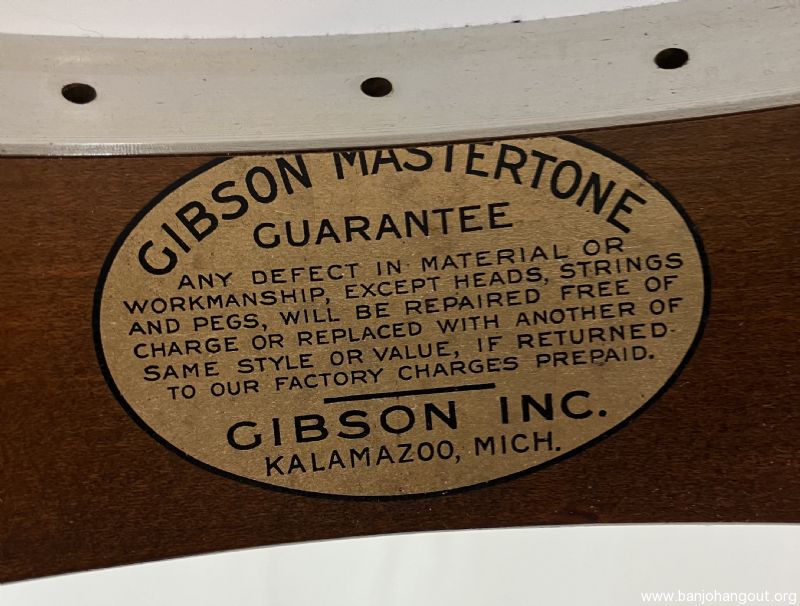 GIBSON MASTERTONE
GUARANTEE
ANY DEFECT IN MATERIAL OR
WORKMANSHIP, EXCEPT HEADS, STRINGS
AND PEGS, WILL BE REPAIRED FREE OF
CHARGE OR REPLACED WITH ANOTHER OF
SAME STYLE OR VALUE, IF RETURNED-
TO OUR FACTORY CHARGES PREPAID.
GIBSON INC.
KALAMAZOO, MICH.
www.banjohangout.org